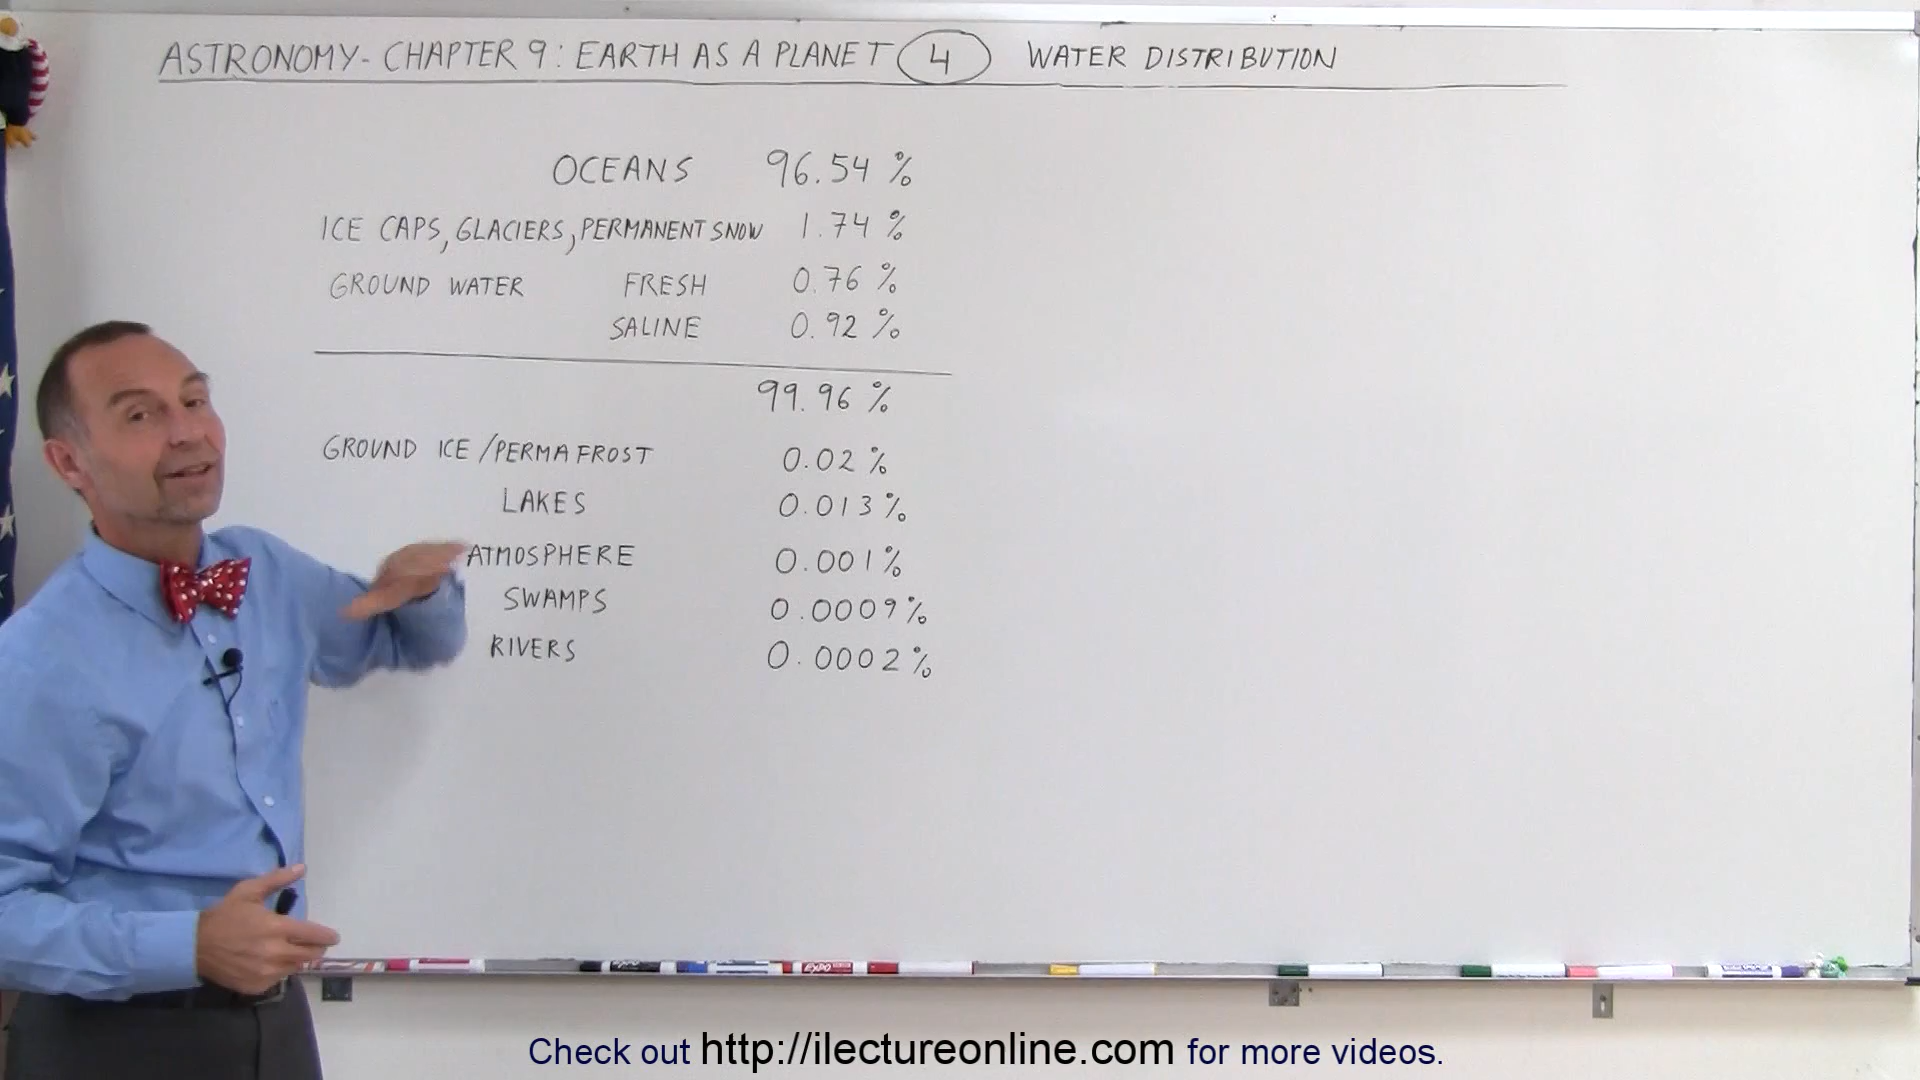 ASTRONOMY - CHAPTER 9 : EARTH AS A PLANET 4 WATER DISTRIBUTION
OCEANS 96.54 %
ICE CAPS, GLACIERS, PERMANENT SNOW 1.74 %
GROUND WATER FRESH 0.76 %
SALINE 0.92 %
99.96 %
GROUND ICE / PERMAFROST 0.02 %
LAKES 0.013 %
ATMOSPHERE 0.001 %
SWAMPS 0.0009 %
RIVERS 0.0002 %
EXPO
Check out http://ilectureonline.com for more videos.